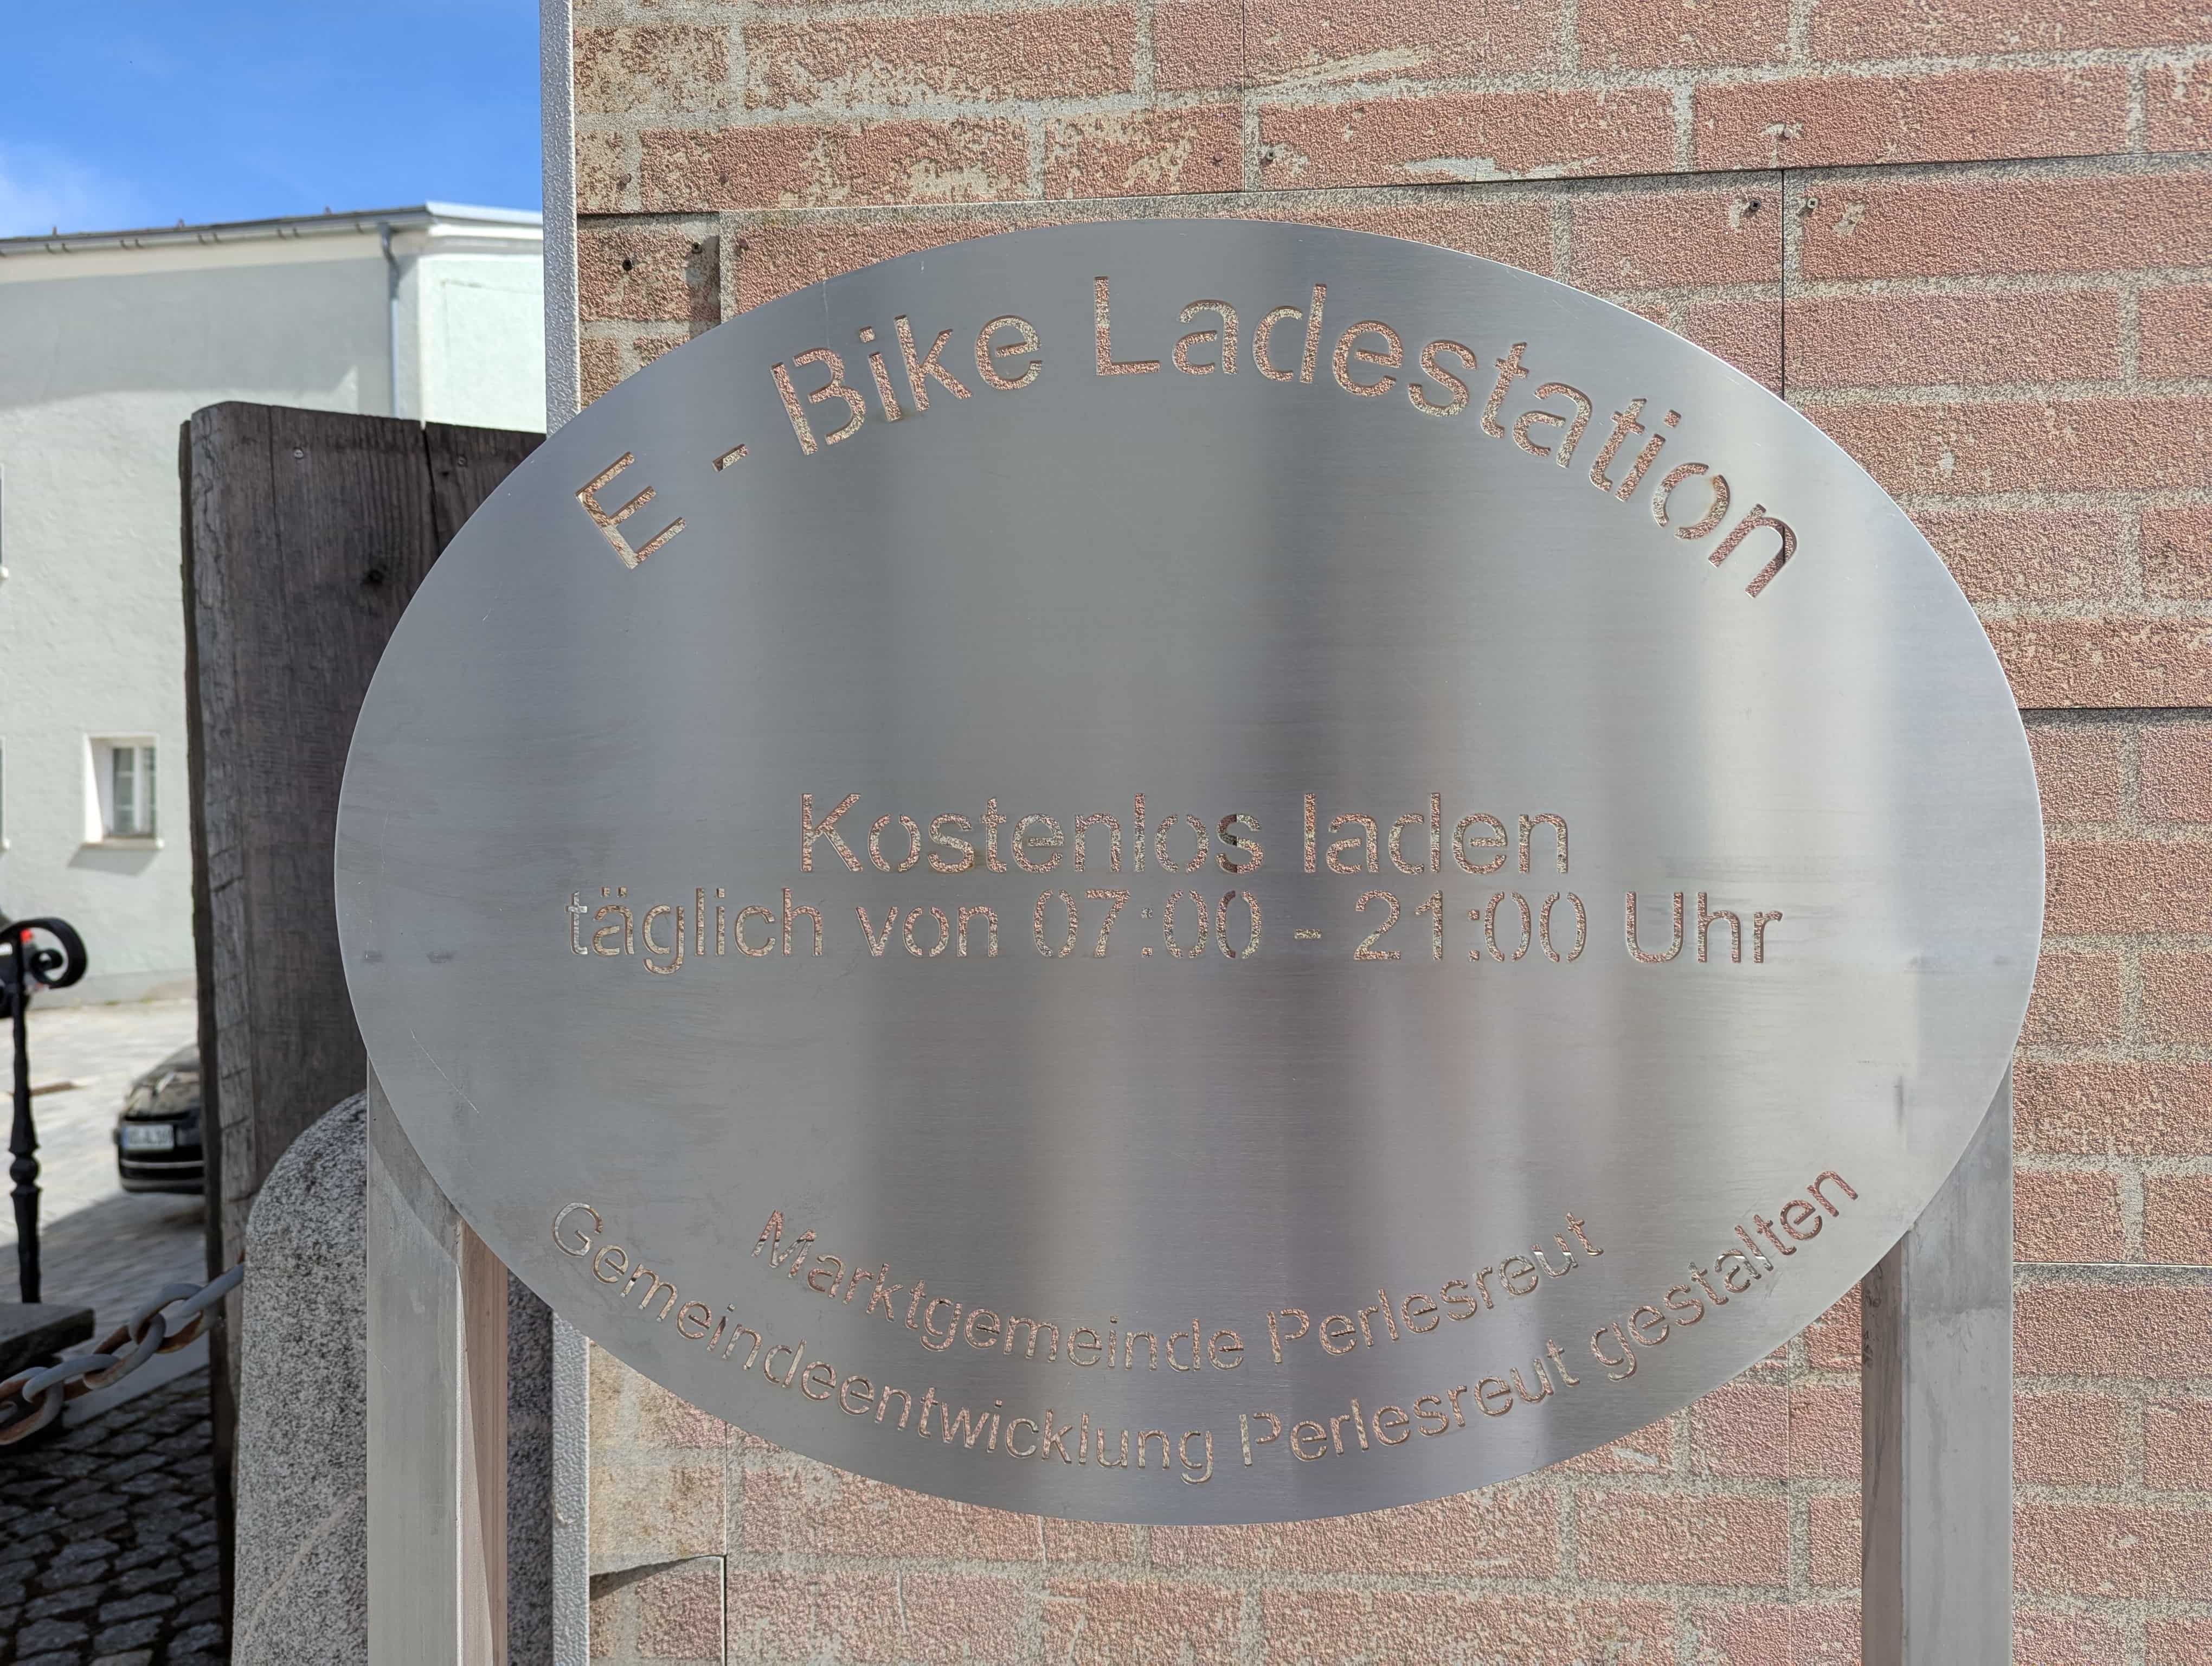 E - Bike Ladestation
Kostenlos laden
täglich von 07:00 - 21:00 Uhr
Marktgemeinde Perlesreut
Gemeindeentwicklung Perlesreut gestalten